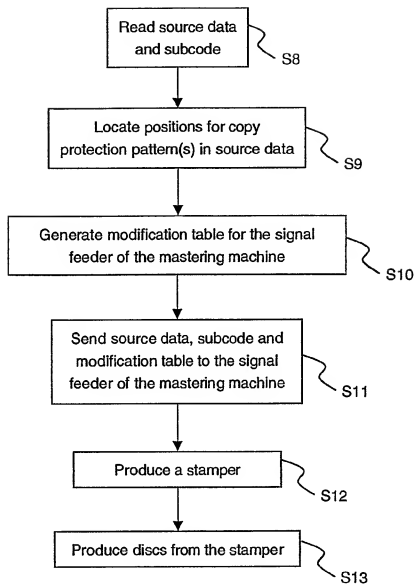 Read source data
and subcode
S8
Locate positions for copy
protection pattern(s) in source data
S9
Generate modification table for the signal
feeder of the mastering machine
S10
Send source data, subcode and
modification table to the signal
feeder of the mastering machine
S11
Produce a stamper
S12
Produce discs from the stamper
S13